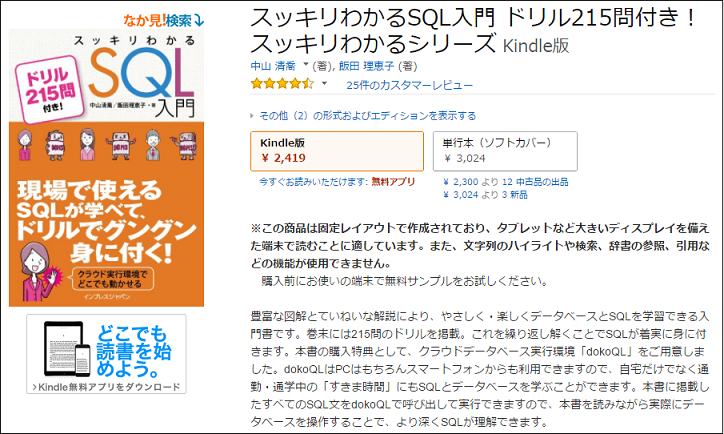 なか見!検索
スッキリわかる
SQL
入門
ドリル
215問
付き!
中山清喬/飯田理恵子・著
現場で使える
SQLが学べて、
ドリルでグングン
身に付く!
クラウド実行環境で
どこでも動かせる
インプレスジャパン
どこでも
読書を始
めよう。
›Kindle無料アプリをダウンロード
スッキリわかるSQL入門 ドリル215問付き!
スッキリわかるシリーズ Kindle版
中山 清喬 (著), 飯田 理恵子 (著)
25件のカスタマーレビュー
› その他(2)の形式およびエディションを表示する
Kindle版
¥ 2,419
単行本(ソフトカバー)
¥ 3,024
今すぐお読みいただけます: 無料アプリ
¥ 2,300 より 12 中古品の出品
¥ 3,024 より 3 新品
※この商品は固定レイアウトで作成されており、タブレットなど大きいディスプレイを備え
た端末で読むことに適しています。また、文字列のハイライトや検索、辞書の参照、引用な
どの機能が使用できません。
購入前にお使いの端末で無料サンプルをお試しください。
豊富な図解とていねいな解説により、やさしく・楽しくデータベースとSQLを学習できる入
門書です。巻末には215問のドリルを掲載。これを繰り返し解くことでSQLが着実に身に付
きます。本書の購入特典として、クラウドデータベース実行環境「dokoQL」をご用意しまし
た。dokoQLはPCはもちろんスマートフォンからも利用できますので、自宅だけでなく通
勤・通学中の「すきま時間」にもSQLとデータベースを学ぶことができます。本書に掲載し
たすべてのSQL文をdokoQLで呼び出して実行できますので、本書を読みながら実際にデー
タベースを操作することで、より深くSQLが理解できます。